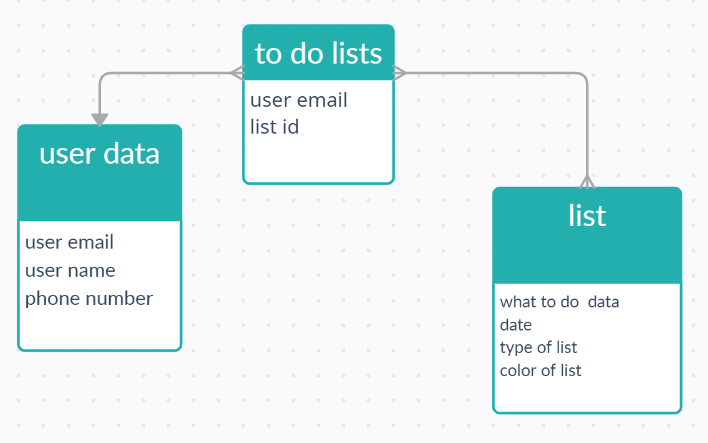 to do lists
user email
list id
user data
user email
user name
phone number
list
what to do  data
date
type of list
color of list